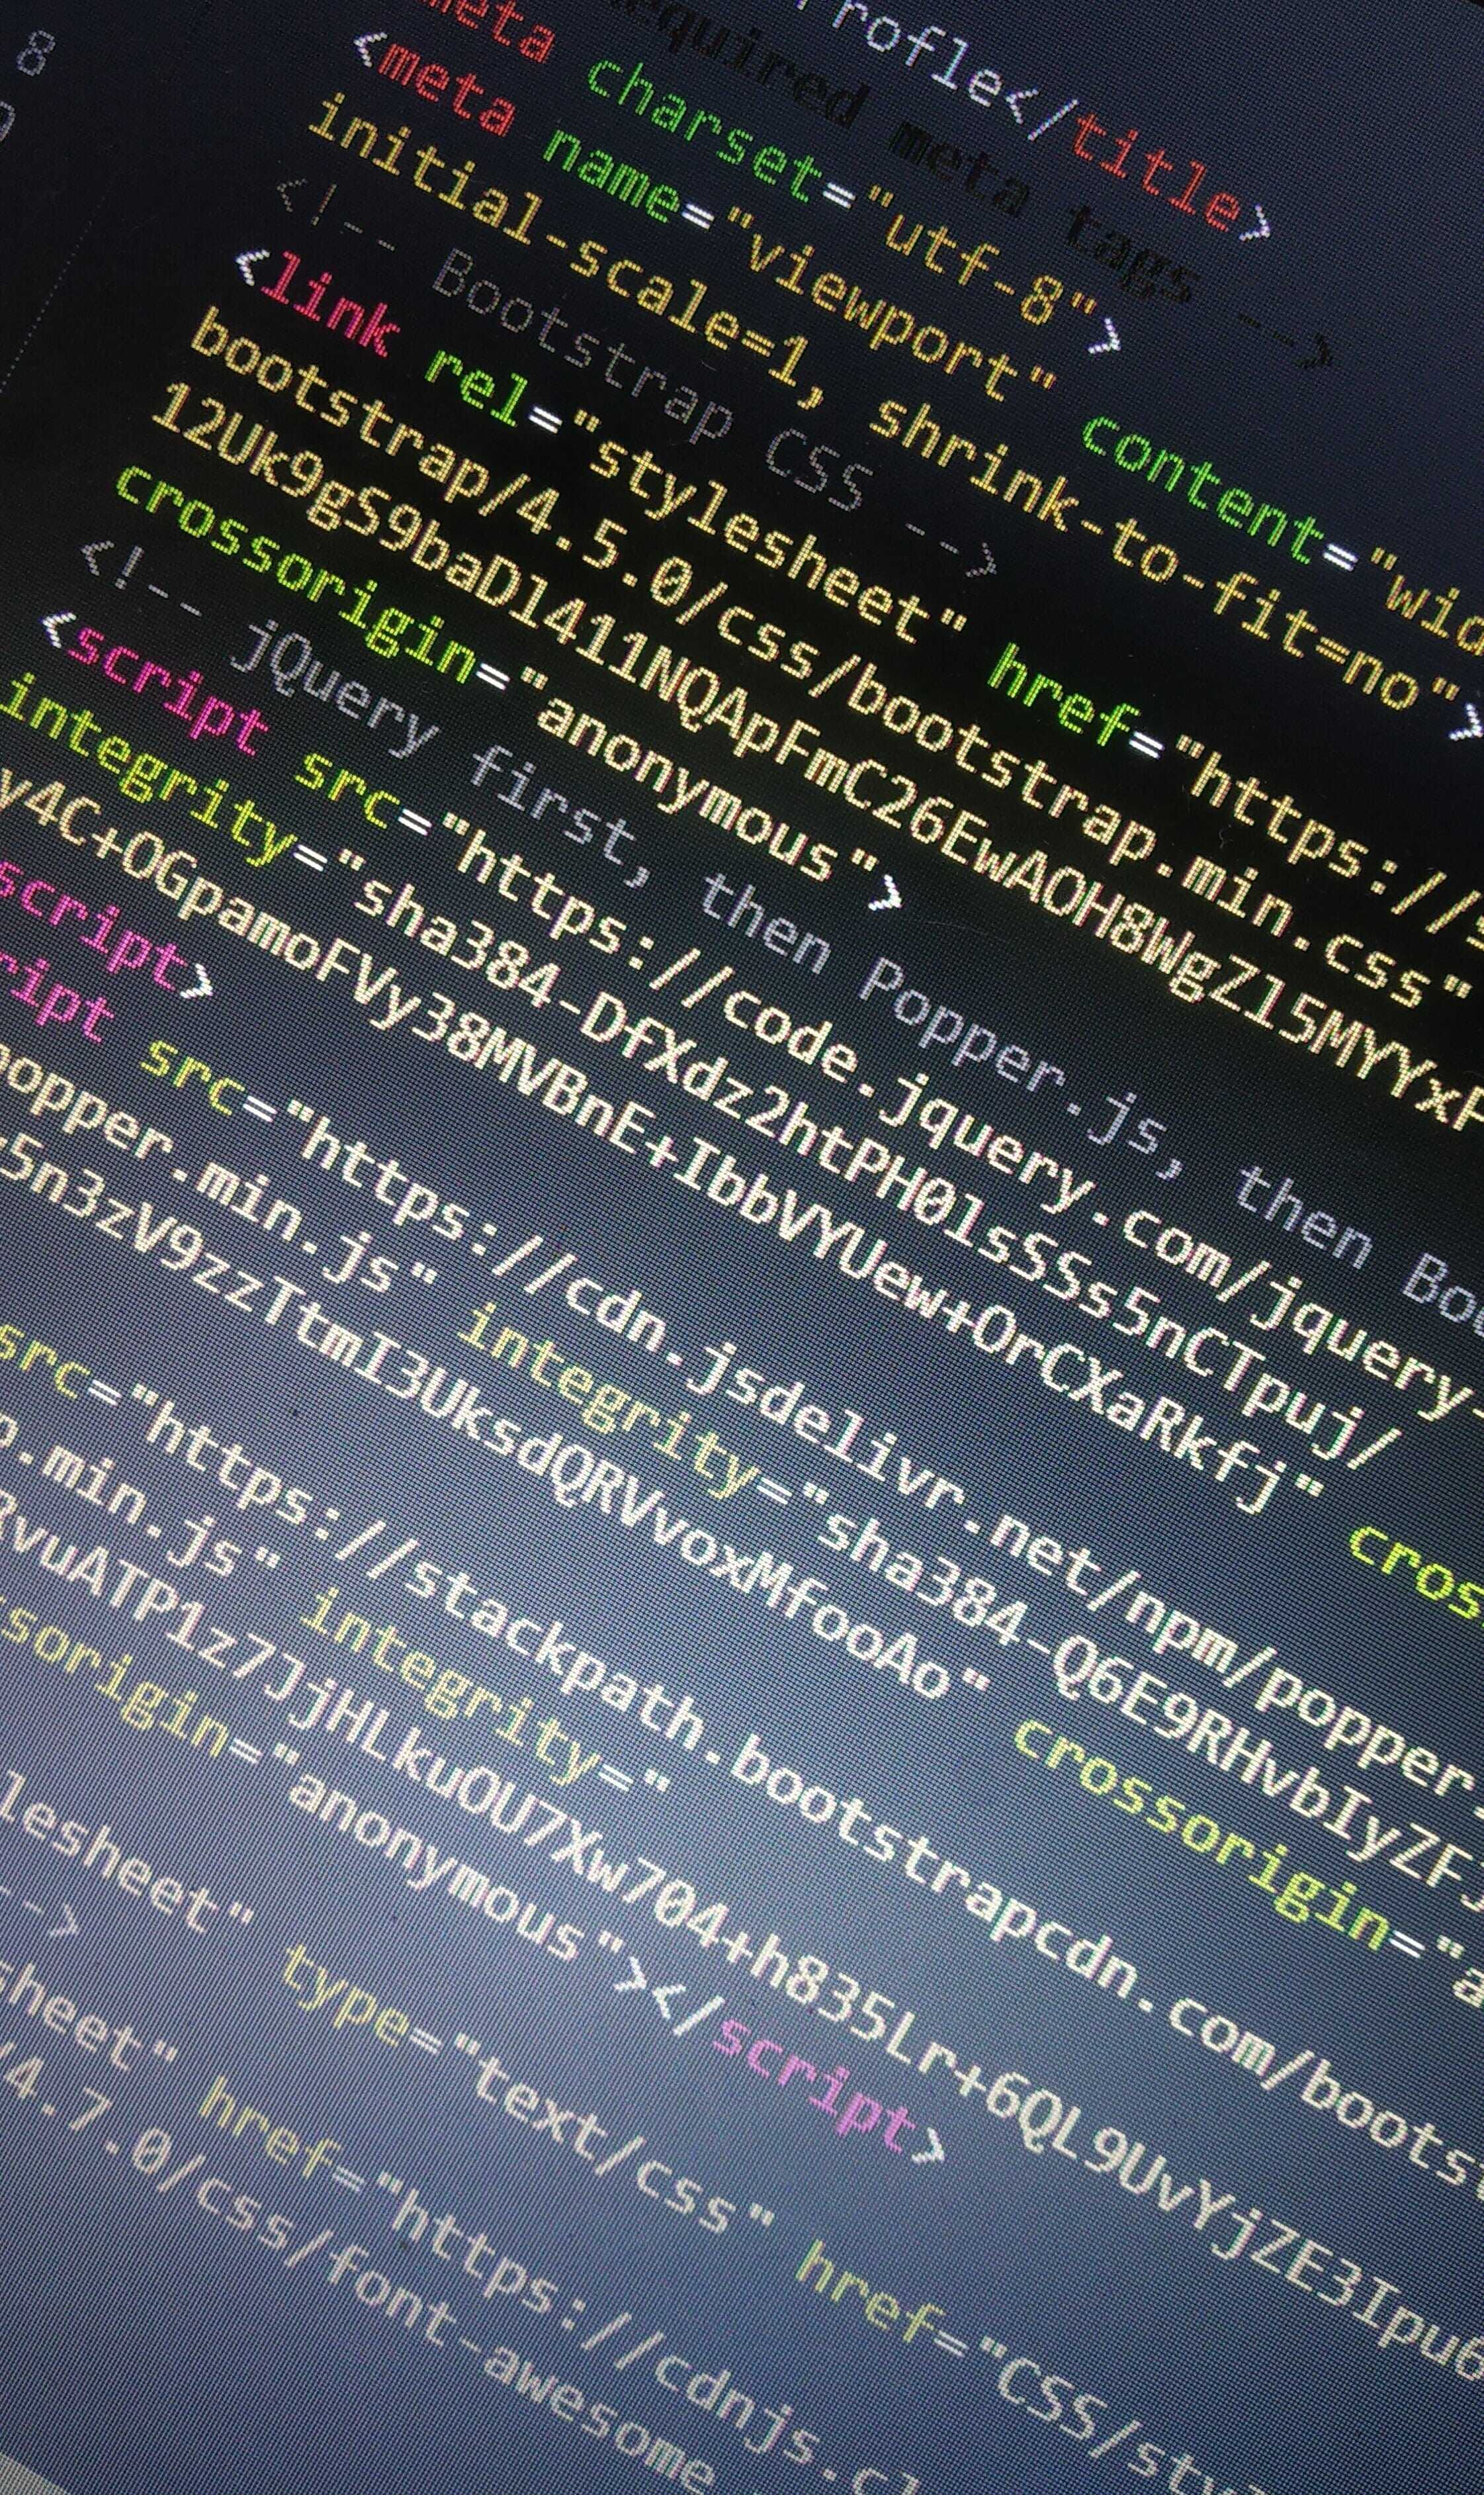 8
9
rofle</title>
equired meta tags -->
meta charset="utf-8">
<meta name="viewport" content="wid
initial-scale=1, shrink-to-fit=no">
<!-- Bootstrap CSS -->
<link rel="stylesheet" href="https://s
bootstrap/4.5.0/css/bootstrap.min.css"
12Uk9gS9baDl411NQApFmC26EwAOH8WgZl5MYYxF
crossorigin="anonymous">
<!-- jQuery first, then Popper.js, then Boo
<script src="https://code.jquery.com/jquery-
integrity="sha384-DfXdz2htPH0lsSSs5nCTpuj/
y4C+OGpamoFVy38MVBnE+IbbVYUew+OrCXaRkfj" cros
script>
ript src="https://cdn.jsdelivr.net/npm/popper.
popper.min.js" integrity="sha384-Q6E9RHvbIyZFJ
5n3zV9zzTtmI3UksdQRVvoxMfooAo" crossorigin="a
src="https://stackpath.bootstrapcdn.com/bootst
p.min.js" integrity="
RvuATP1z7JjHLkuOU7Xw704+h835Lr+6QL9UvYjZE3Ipu6
ssorigin="anonymous"></script>
lesheet" type="text/css" href="CSS/sty
-->
sheet" href="https://cdnjs.cl
/4.7.0/css/font-awesome